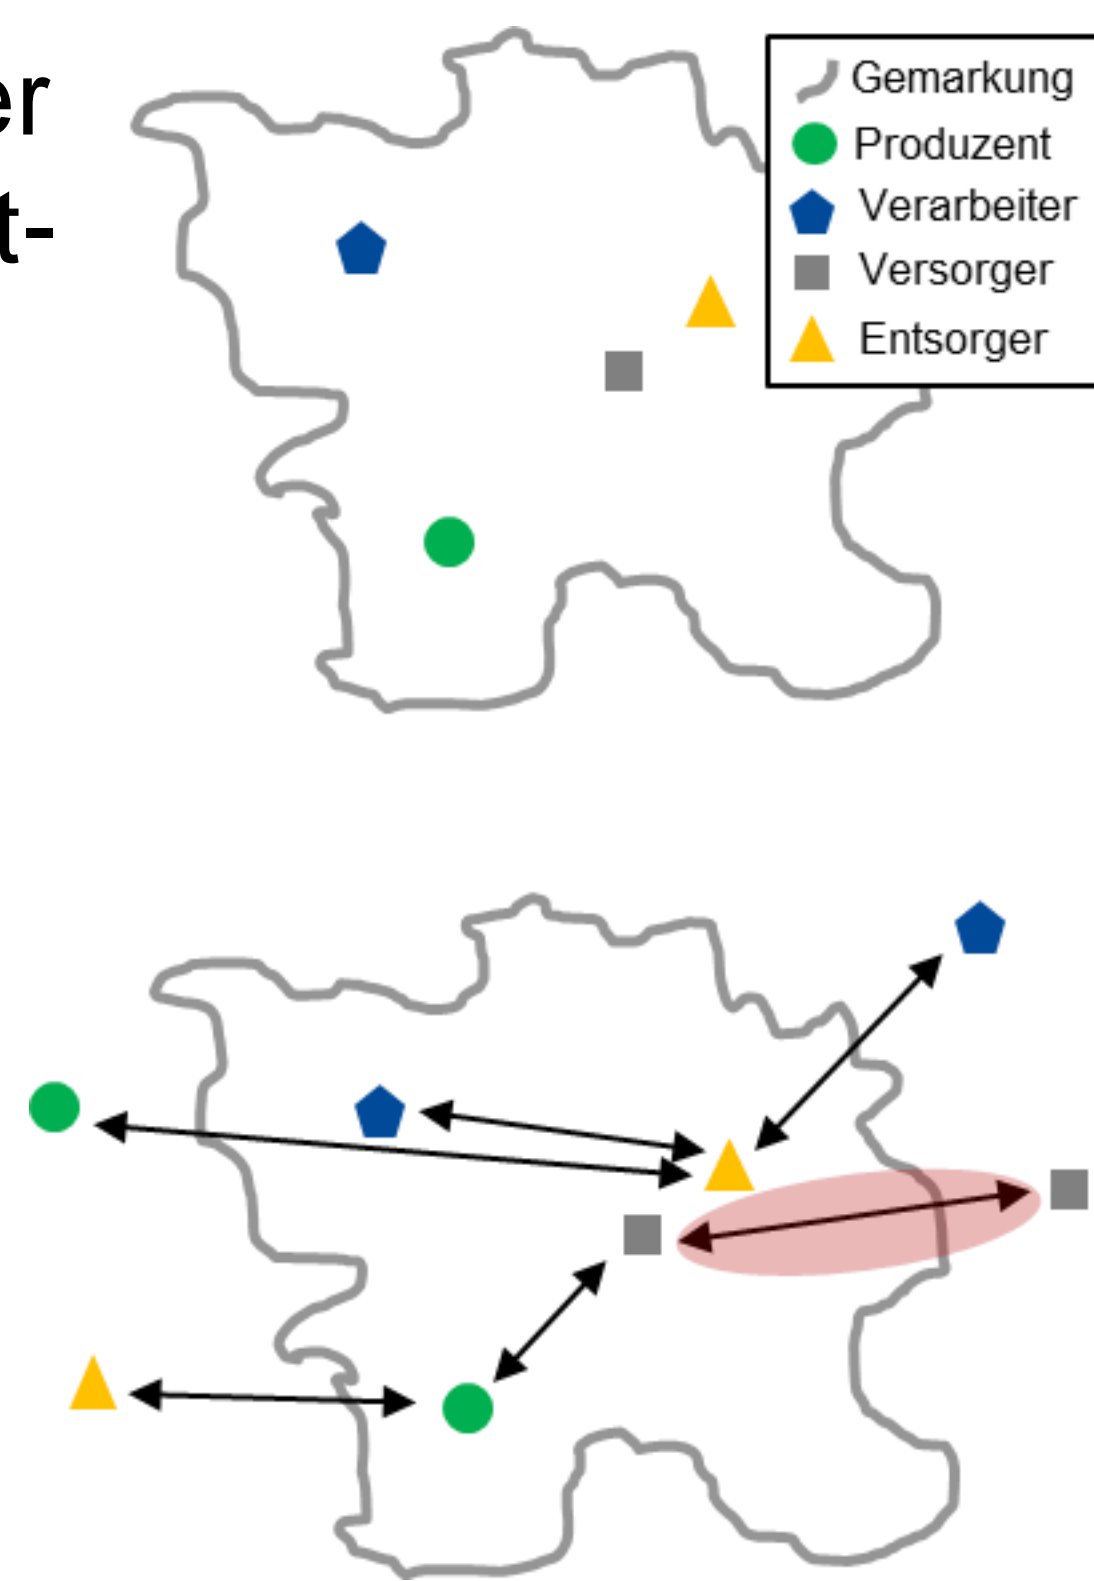 er
t-
Gemarkung
Produzent
Verarbeiter
Versorger
Entsorger